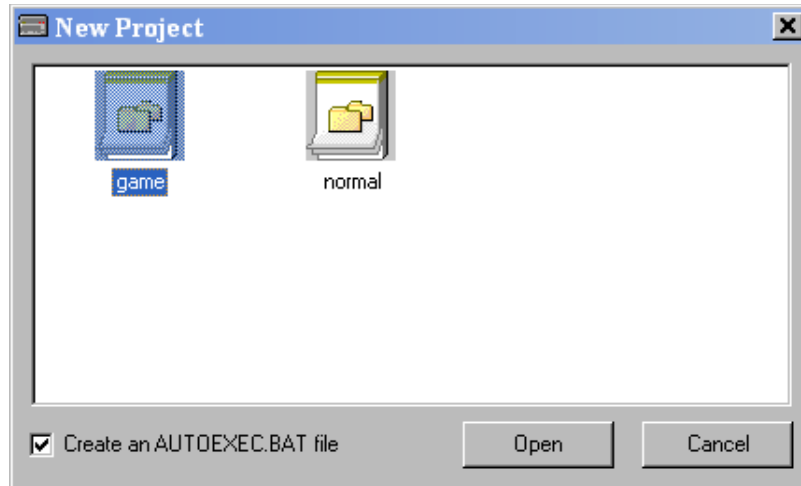 New Project
game
normal
Create an AUTOEXEC.BAT file
Open
Cancel